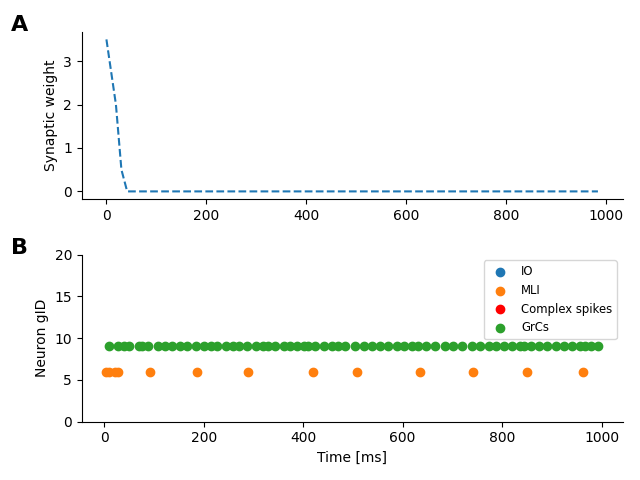 A
Synaptic weight
3
2
1
0
0 200 400 600 800 1000
B
Neuron gID
20
15
10
5
0
IO
MLI
Complex spikes
GrCs
0 200 400 600 800 1000
Time [ms]